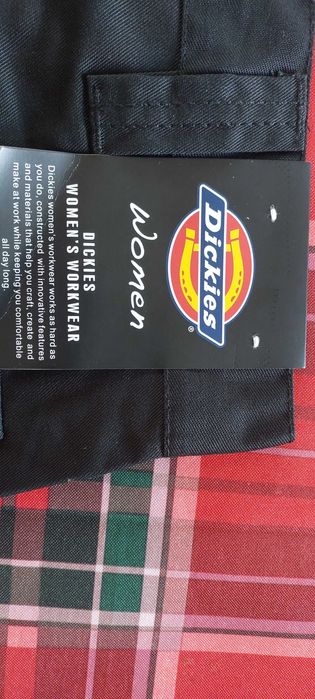 Dickies
®
Women
DICKIES
WOMEN'S WORKWEAR
Dickies women's workwear works as hard as
you do, constructed with innovative features
and materials that help you craft, create and
make at work while keeping you comfortable
all day long.